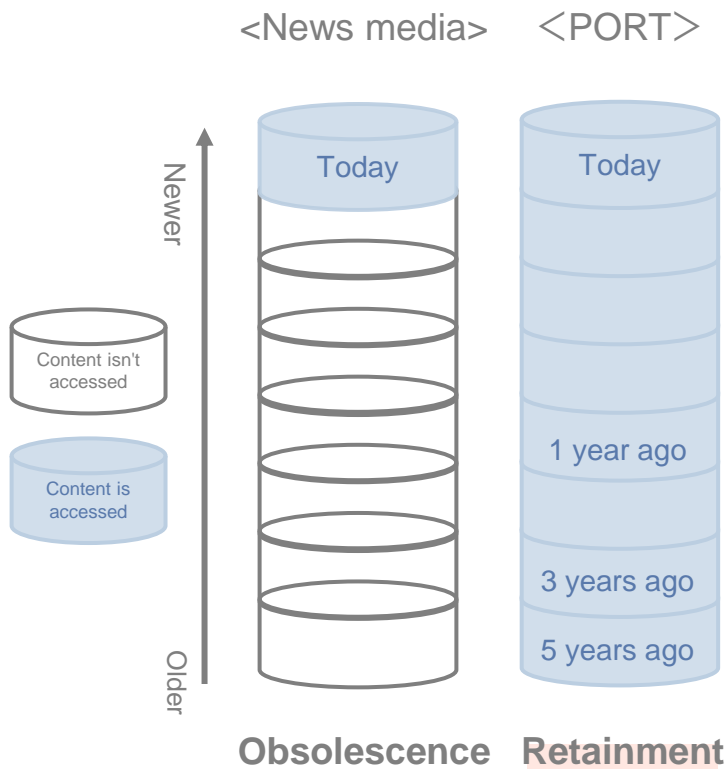 <News media>
＜PORT＞
Newer
Older
Content isn't
accessed
Content is
accessed
Today
Today
1 year ago
3 years ago
5 years ago
Obsolescence
Retainment